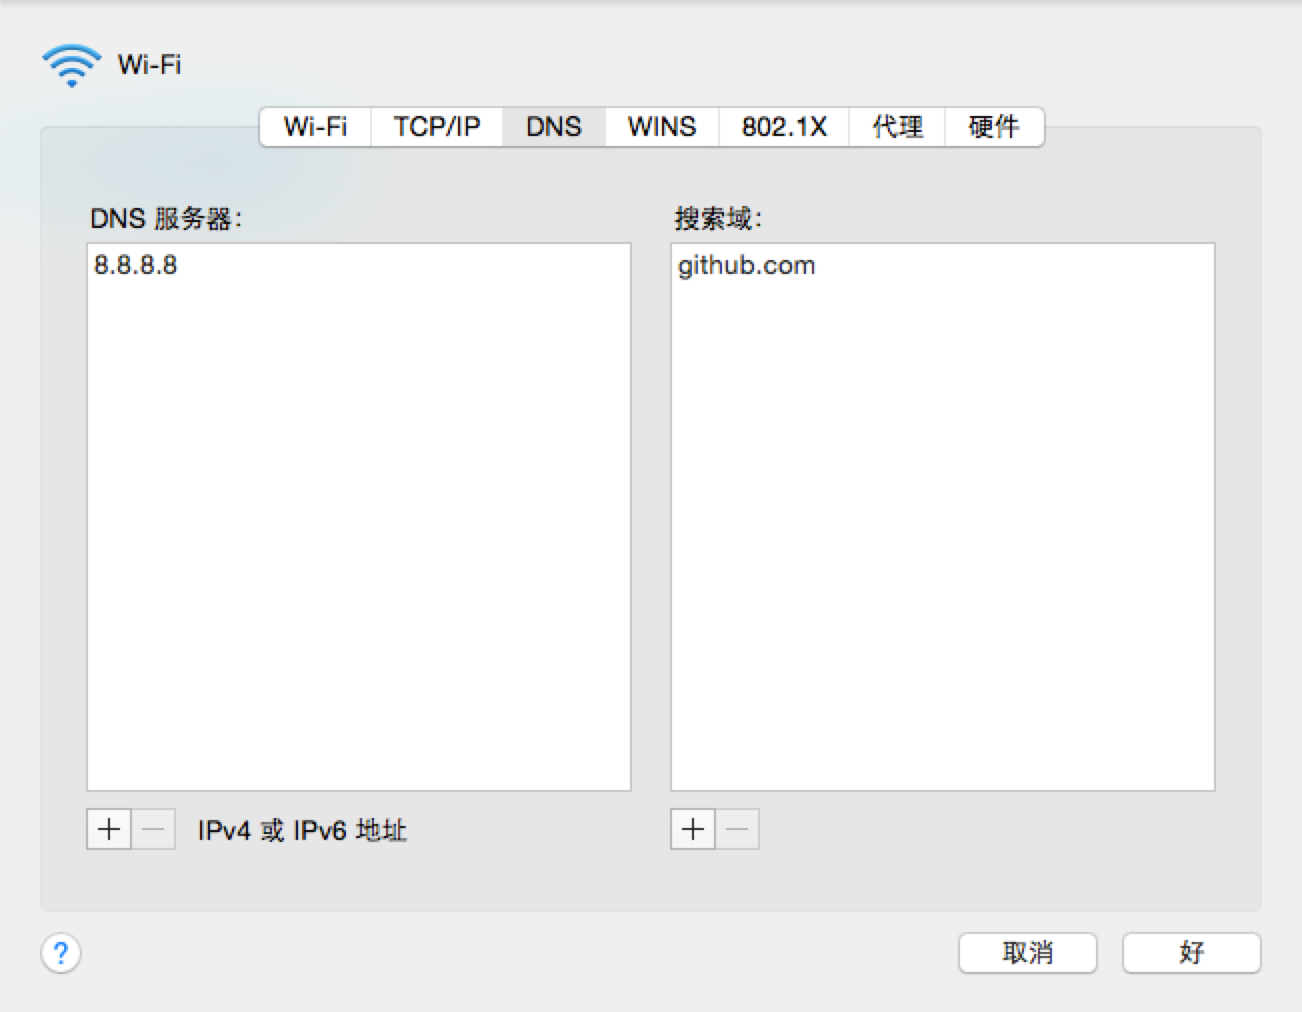 Wi-Fi
Wi-Fi TCP/IP DNS WINS 802.1X 代理 硬件
DNS 服务器：
8.8.8.8
搜索域：
github.com
+ − IPv4 或 IPv6 地址
+ −
? 取消 好